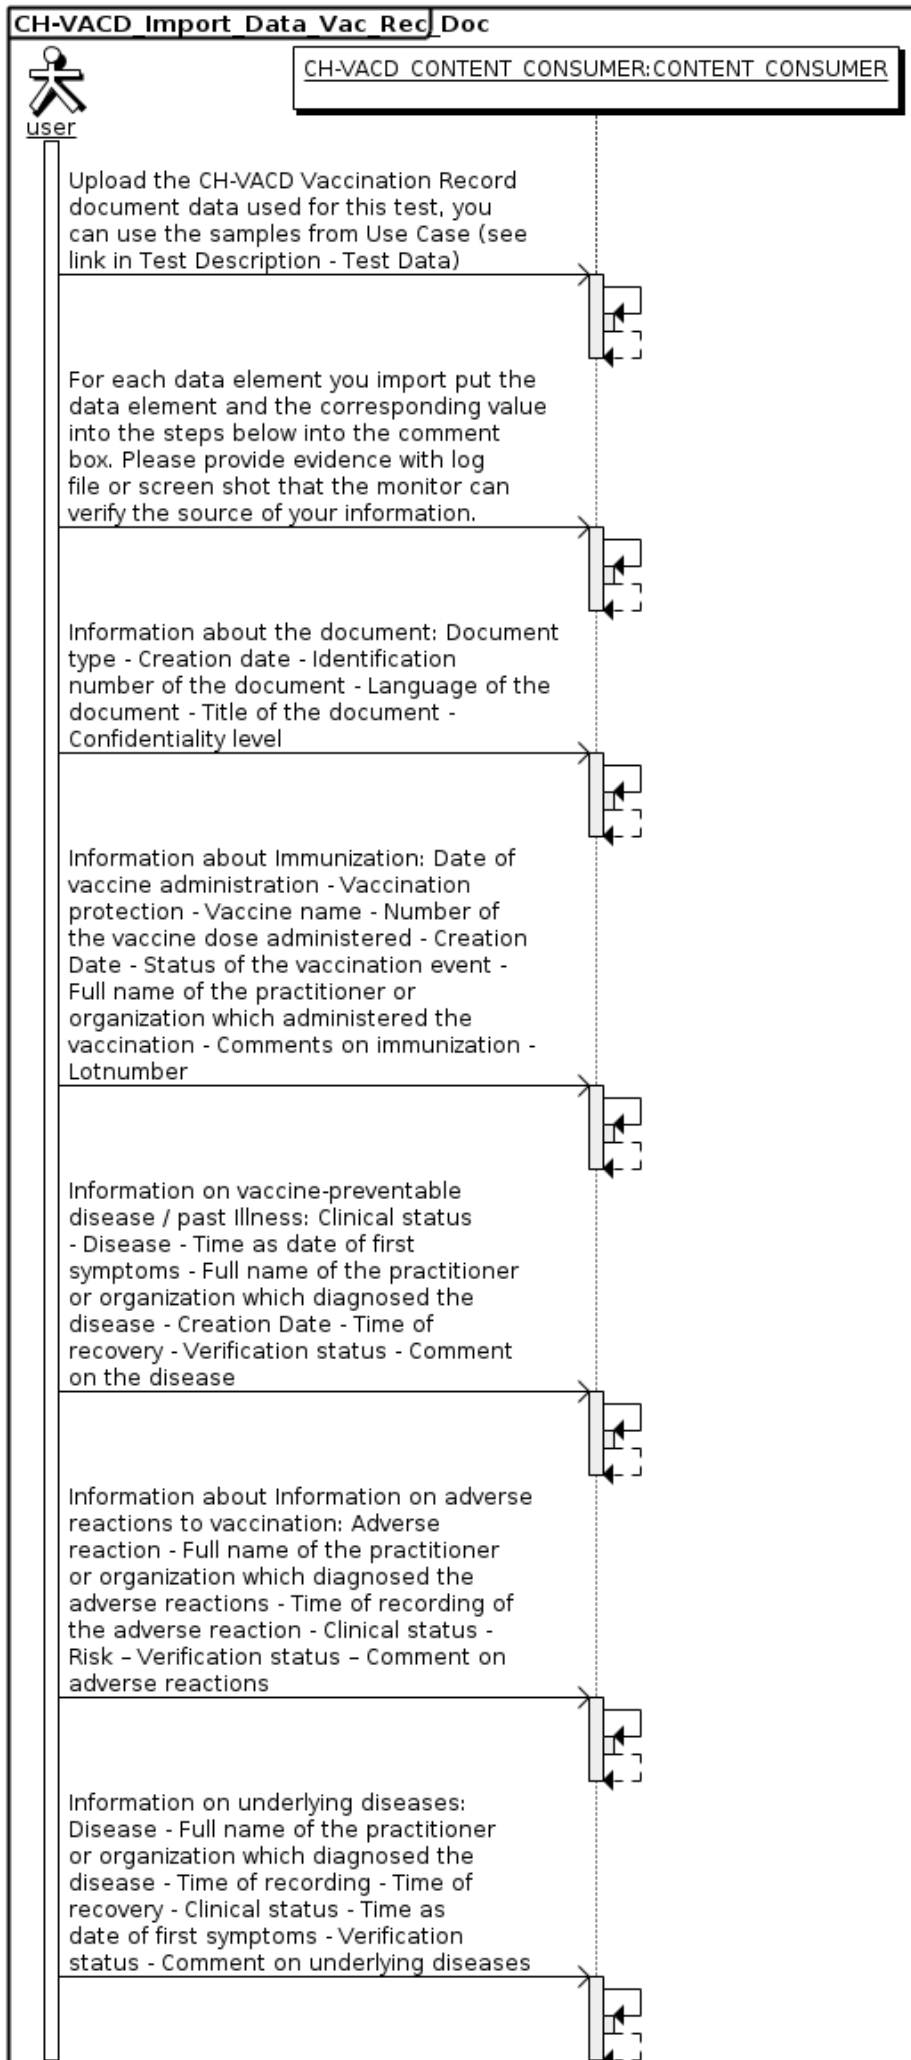 CH-VACD_Import_Data_Vac_Rec_Doc
CH-VACD_CONTENT_CONSUMER:CONTENT_CONSUMER
user
Upload the CH-VACD Vaccination Record
document data used for this test, you
can use the samples from Use Case (see
link in Test Description - Test Data)
For each data element you import put the
data element and the corresponding value
into the steps below into the comment
box. Please provide evidence with log
file or screen shot that the monitor can
verify the source of your information.
Information about the document: Document
type - Creation date - Identification
number of the document - Language of the
document - Title of the document -
Confidentiality level
Information about Immunization: Date of
vaccine administration - Vaccination
protection - Vaccine name - Number of
the vaccine dose administered - Creation
Date - Status of the vaccination event -
Full name of the practitioner or
organization which administered the
vaccination - Comments on immunization -
Lotnumber
Information on vaccine-preventable
disease / past Illness: Clinical status
- Disease - Time as date of first
symptoms - Full name of the practitioner
or organization which diagnosed the
disease - Creation Date - Time of
recovery - Verification status - Comment
on the disease
Information about Information on adverse
reactions to vaccination: Adverse
reaction - Full name of the practitioner
or organization which diagnosed the
adverse reactions - Time of recording of
the adverse reaction - Clinical status -
Risk – Verification status – Comment on
adverse reactions
Information on underlying diseases:
Disease - Full name of the practitioner
or organization which diagnosed the
disease - Time of recording - Time of
recovery - Clinical status - Time as
date of first symptoms - Verification
status - Comment on underlying diseases